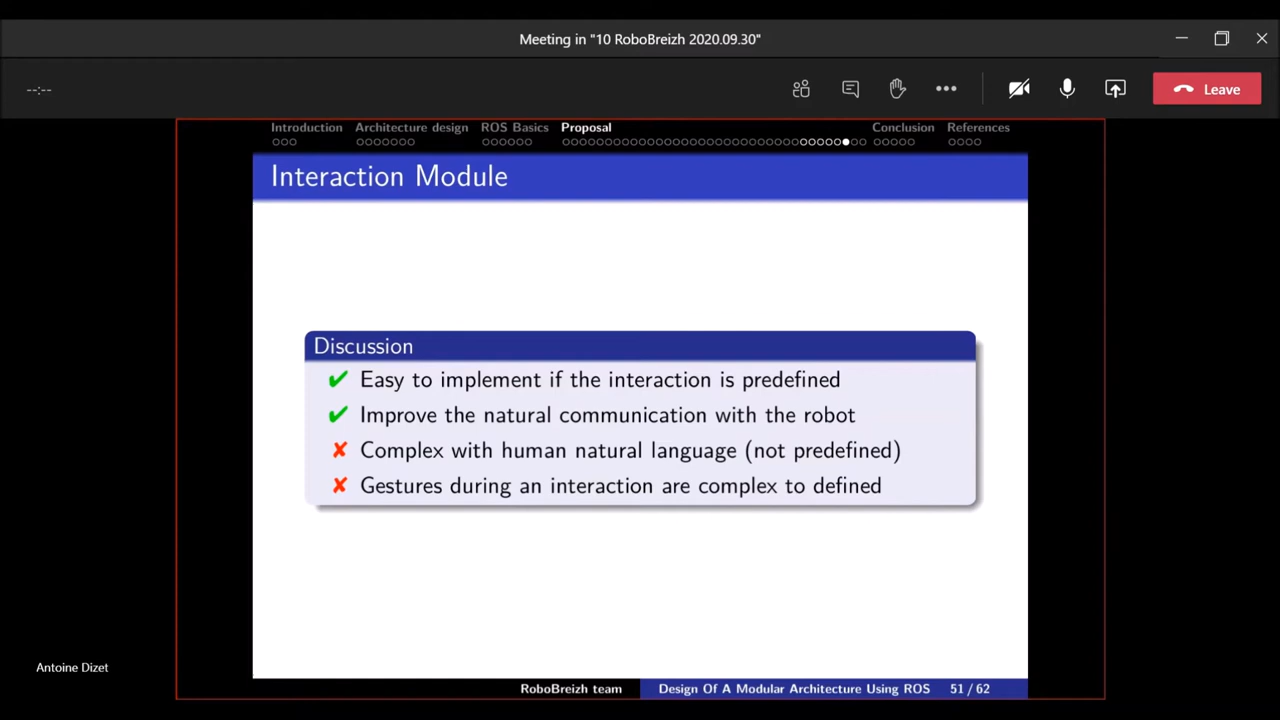 Meeting in "10 RoboBreizh 2020.09.30"
--:--
Leave
Introduction Architecture design ROS Basics Proposal Conclusion References
Interaction Module
Discussion
✔ Easy to implement if the interaction is predefined
✔ Improve the natural communication with the robot
✘ Complex with human natural language (not predefined)
✘ Gestures during an interaction are complex to defined
Antoine Dizet
RoboBreizh team Design Of A Modular Architecture Using ROS 51 / 62